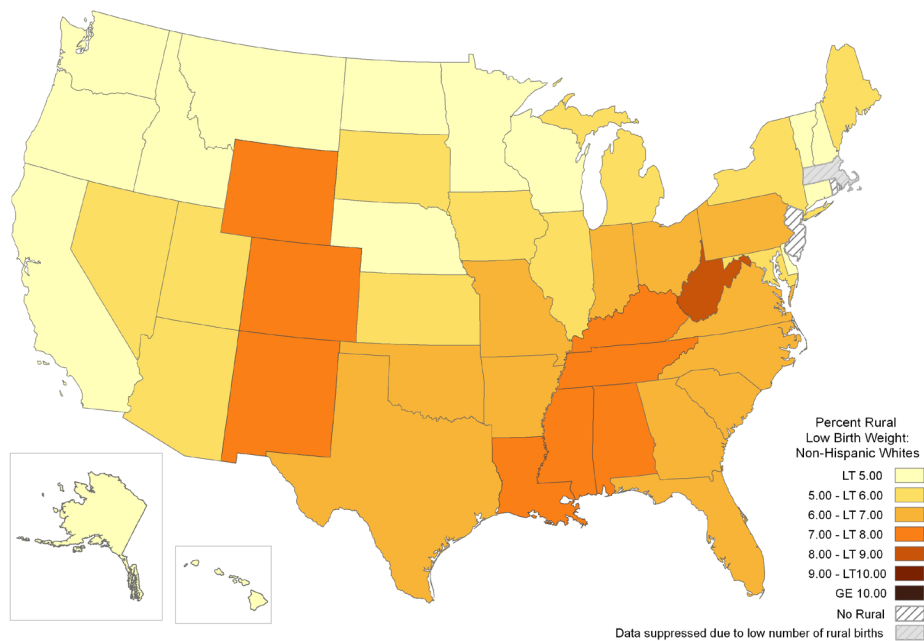 Percent Rural
Low Birth Weight:
Non-Hispanic Whites
LT 5.00
5.00 - LT 6.00
6.00 - LT 7.00
7.00 - LT 8.00
8.00 - LT 9.00
9.00 - LT10.00
GE 10.00
No Rural
Data suppressed due to low number of rural births